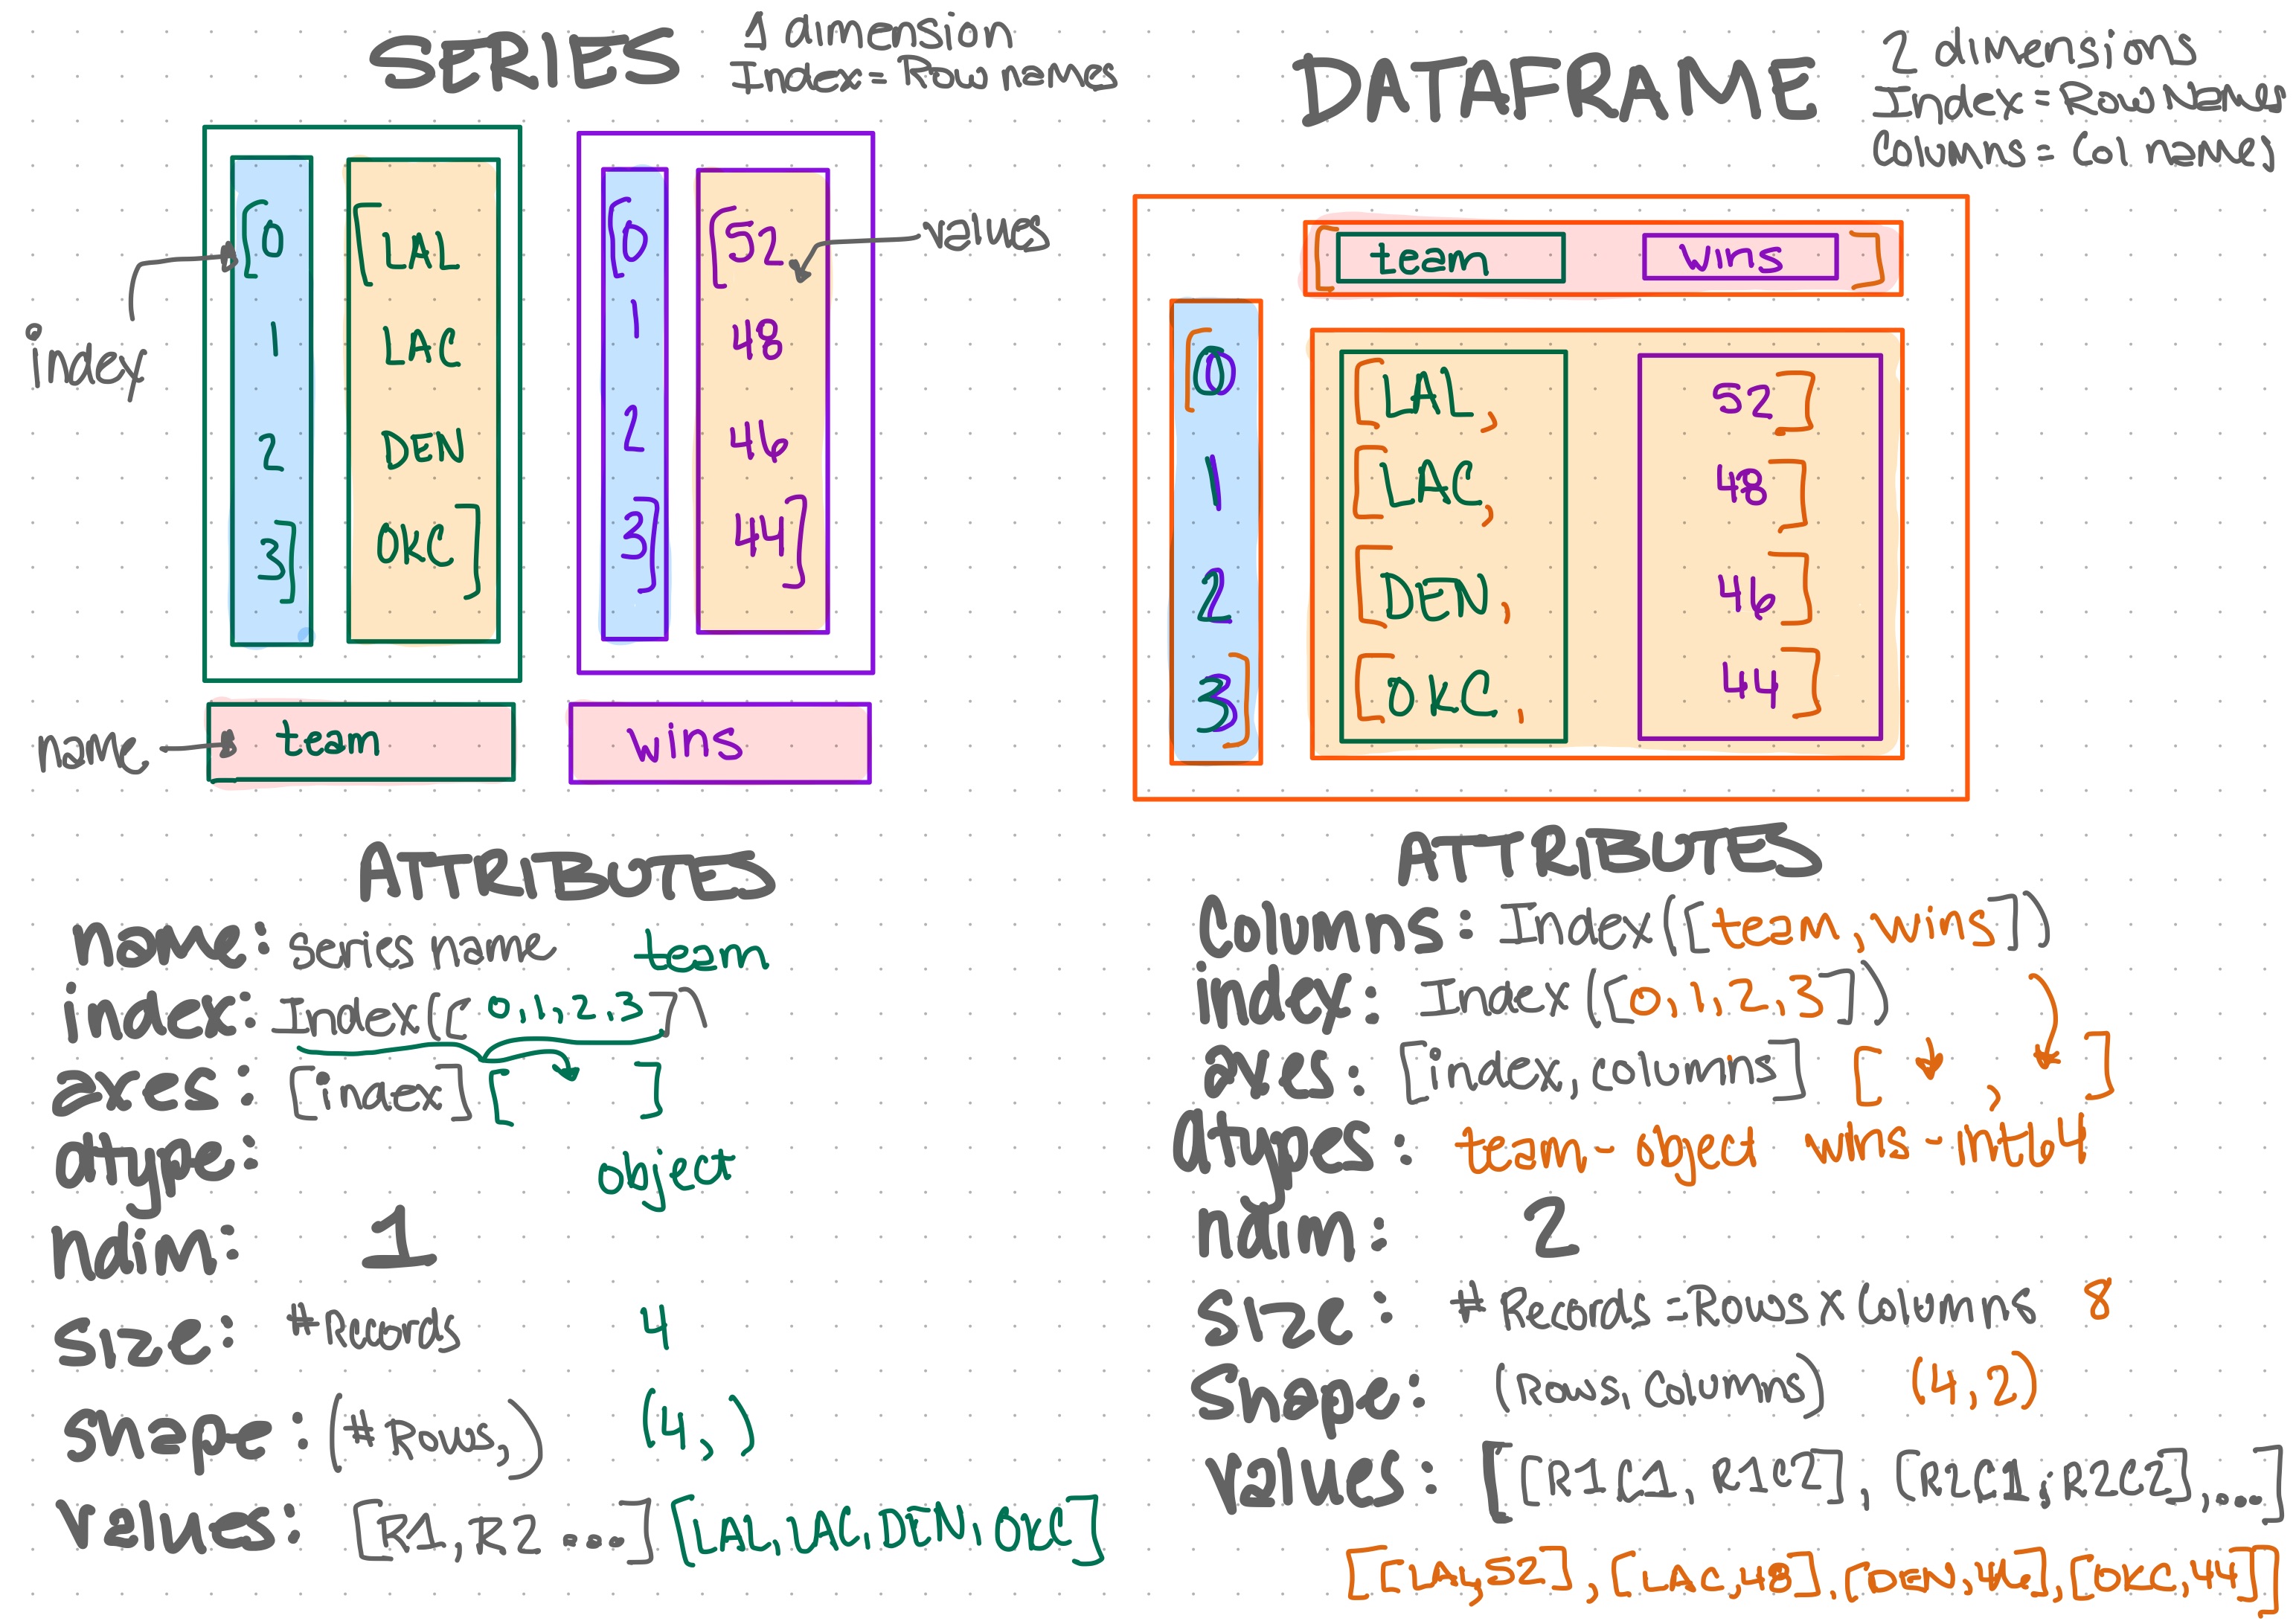 SERIES
1 dimension
Index = Row names
index
[0
1
2
3]
[LAL
LAC
DEN
OKC]
[0
1
2
3]
[52
48
46
44]
values
name
team
wins
ATTRIBUTES
name: series name team
index: Index([ 0,1,2,3 ])
axes: [index] [ ]
dtype: object
ndim: 1
size: #Records 4
shape: (#Rows,) (4, )
values: [R1, R2 ...] [LAL, LAC, DEN, OKC]
DATAFRAME
2 dimensions
Index = Row Names
Columns = Col names
[ team wins ]
[0
1
2
3]
[LAL, 52]
[LAC, 48]
[DEN, 46]
[OKC, 44]
ATTRIBUTES
Columns: Index([team, wins])
index: Index([0,1,2,3])
axes: [index, columns] [ , ]
dtypes: team - object wins - int64
ndim: 2
size: #Records = Rows x Columns 8
Shape: (Rows, Columns) (4,2)
values: [[R1C1, R1C2], [R2C1, R2C2], ...]
[[LAL,52], [LAC,48], [DEN,46], [OKC,44]]